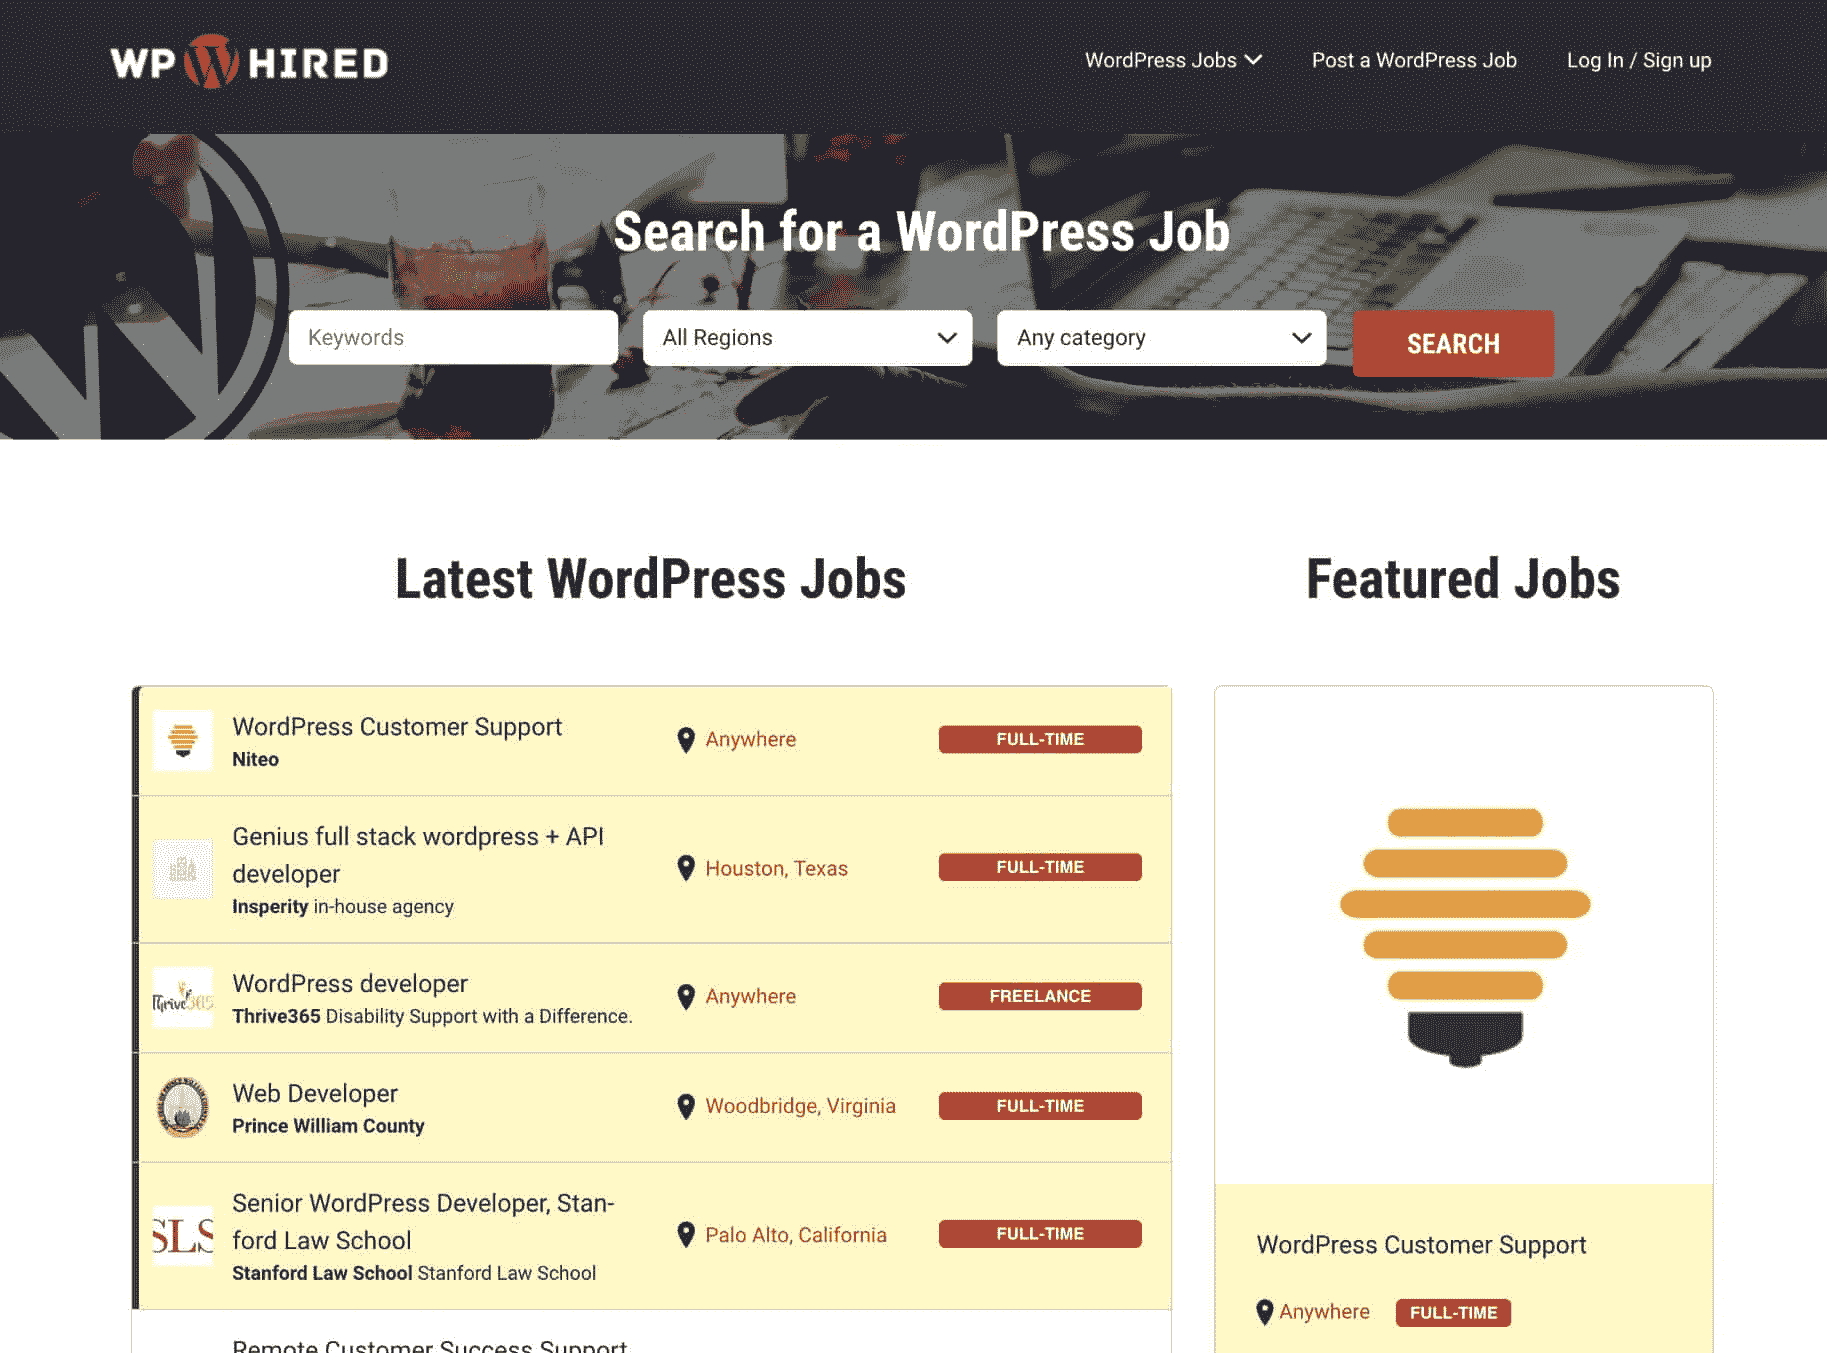 WP HIRED
WordPress Jobs
Post a WordPress Job
Log In / Sign up
Search for a WordPress Job
Keywords
All Regions
Any category
SEARCH
Latest WordPress Jobs
WordPress Customer Support
Niteo
Anywhere
FULL-TIME
Genius full stack wordpress + API
developer
Insperity in-house agency
Houston, Texas
FULL-TIME
Thrive365
WordPress developer
Thrive365 Disability Support with a Difference.
Anywhere
FREELANCE
Web Developer
Prince William County
Woodbridge, Virginia
FULL-TIME
SLS
Senior WordPress Developer, Stan-
ford Law School
Stanford Law School Stanford Law School
Palo Alto, California
FULL-TIME
Remote Customer Success Support
Featured Jobs
WordPress Customer Support
Anywhere
FULL-TIME